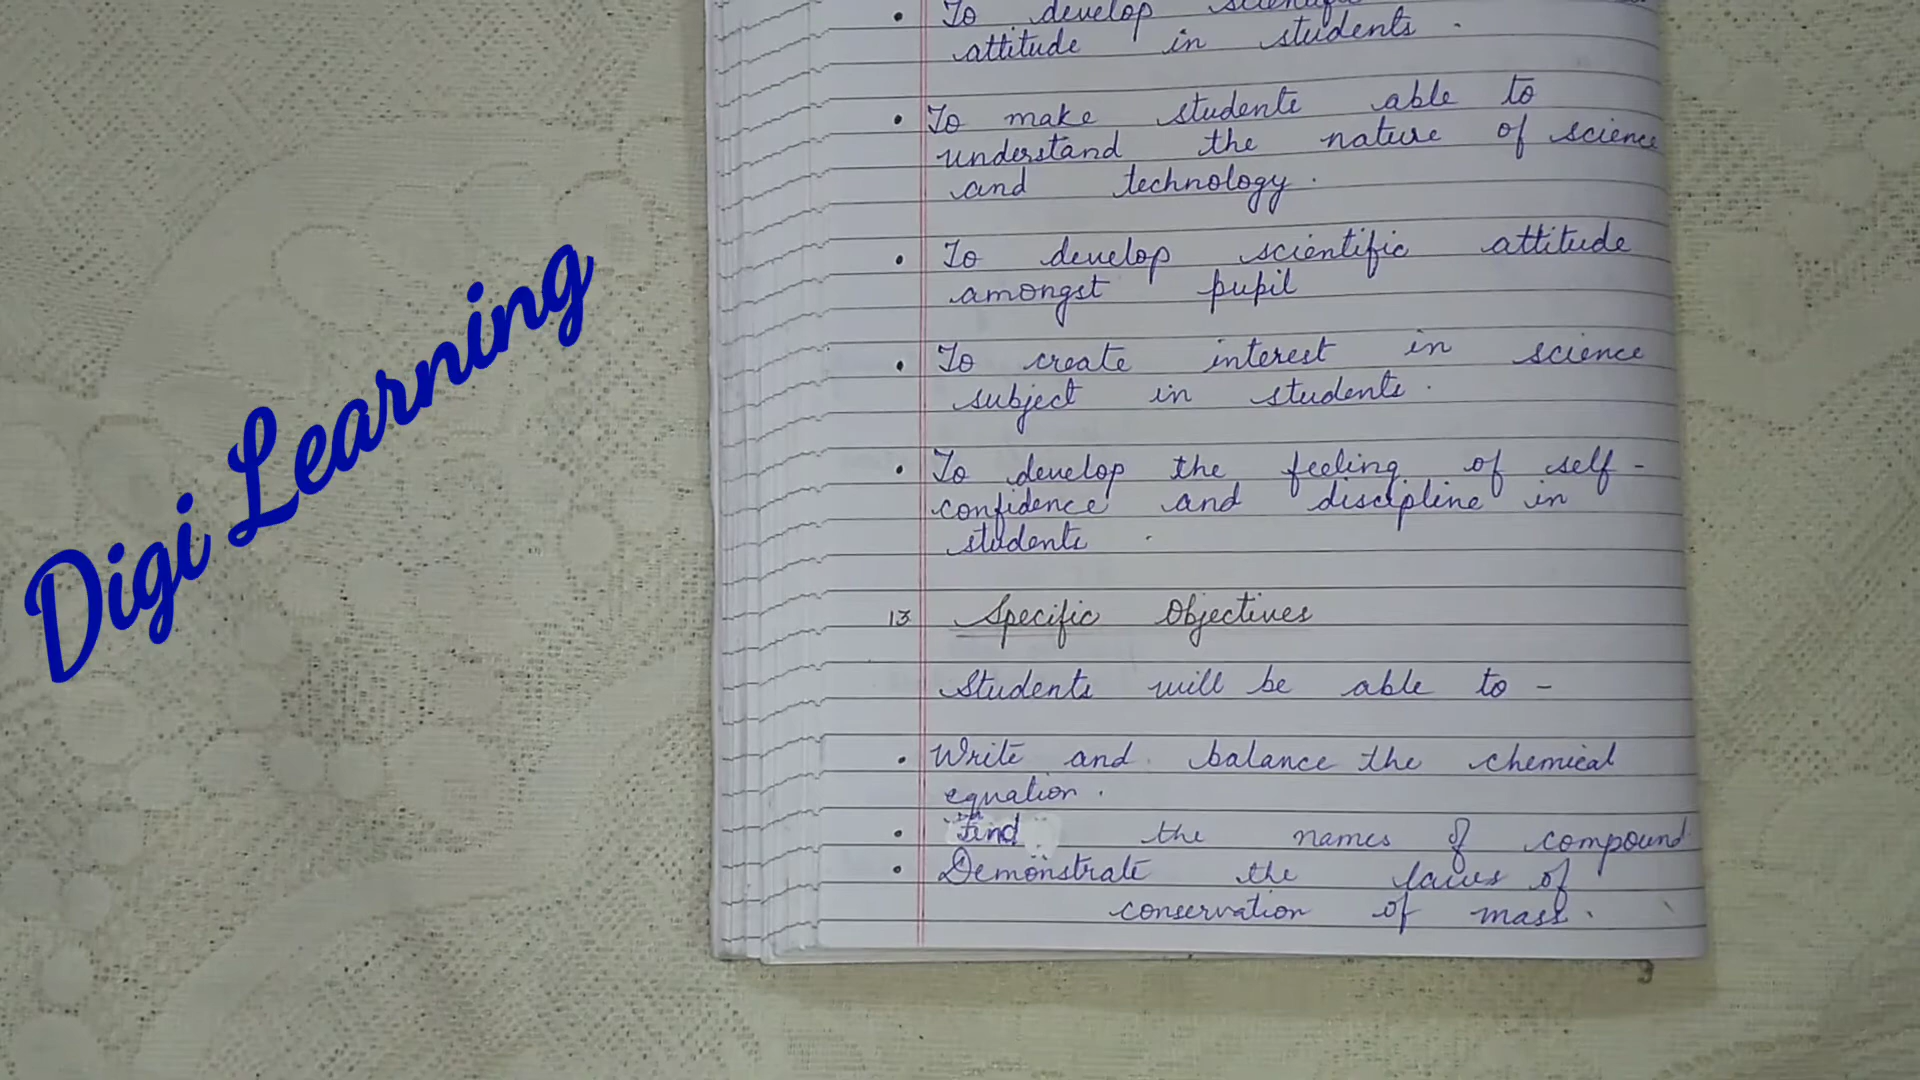 Digi Learning
• To develop scientific
attitude in students.
• To make students able to
understand the nature of science
and technology.
• To develop scientific attitude
amongst pupil
• To create interest in science
subject in students.
• To develop the feeling of self-
confidence and discipline in
students.
13 Specific Objectives
Students will be able to -
• Write and balance the chemical
equation.
• Find the names of compound
• Demonstrate the laws of
conservation of mass.